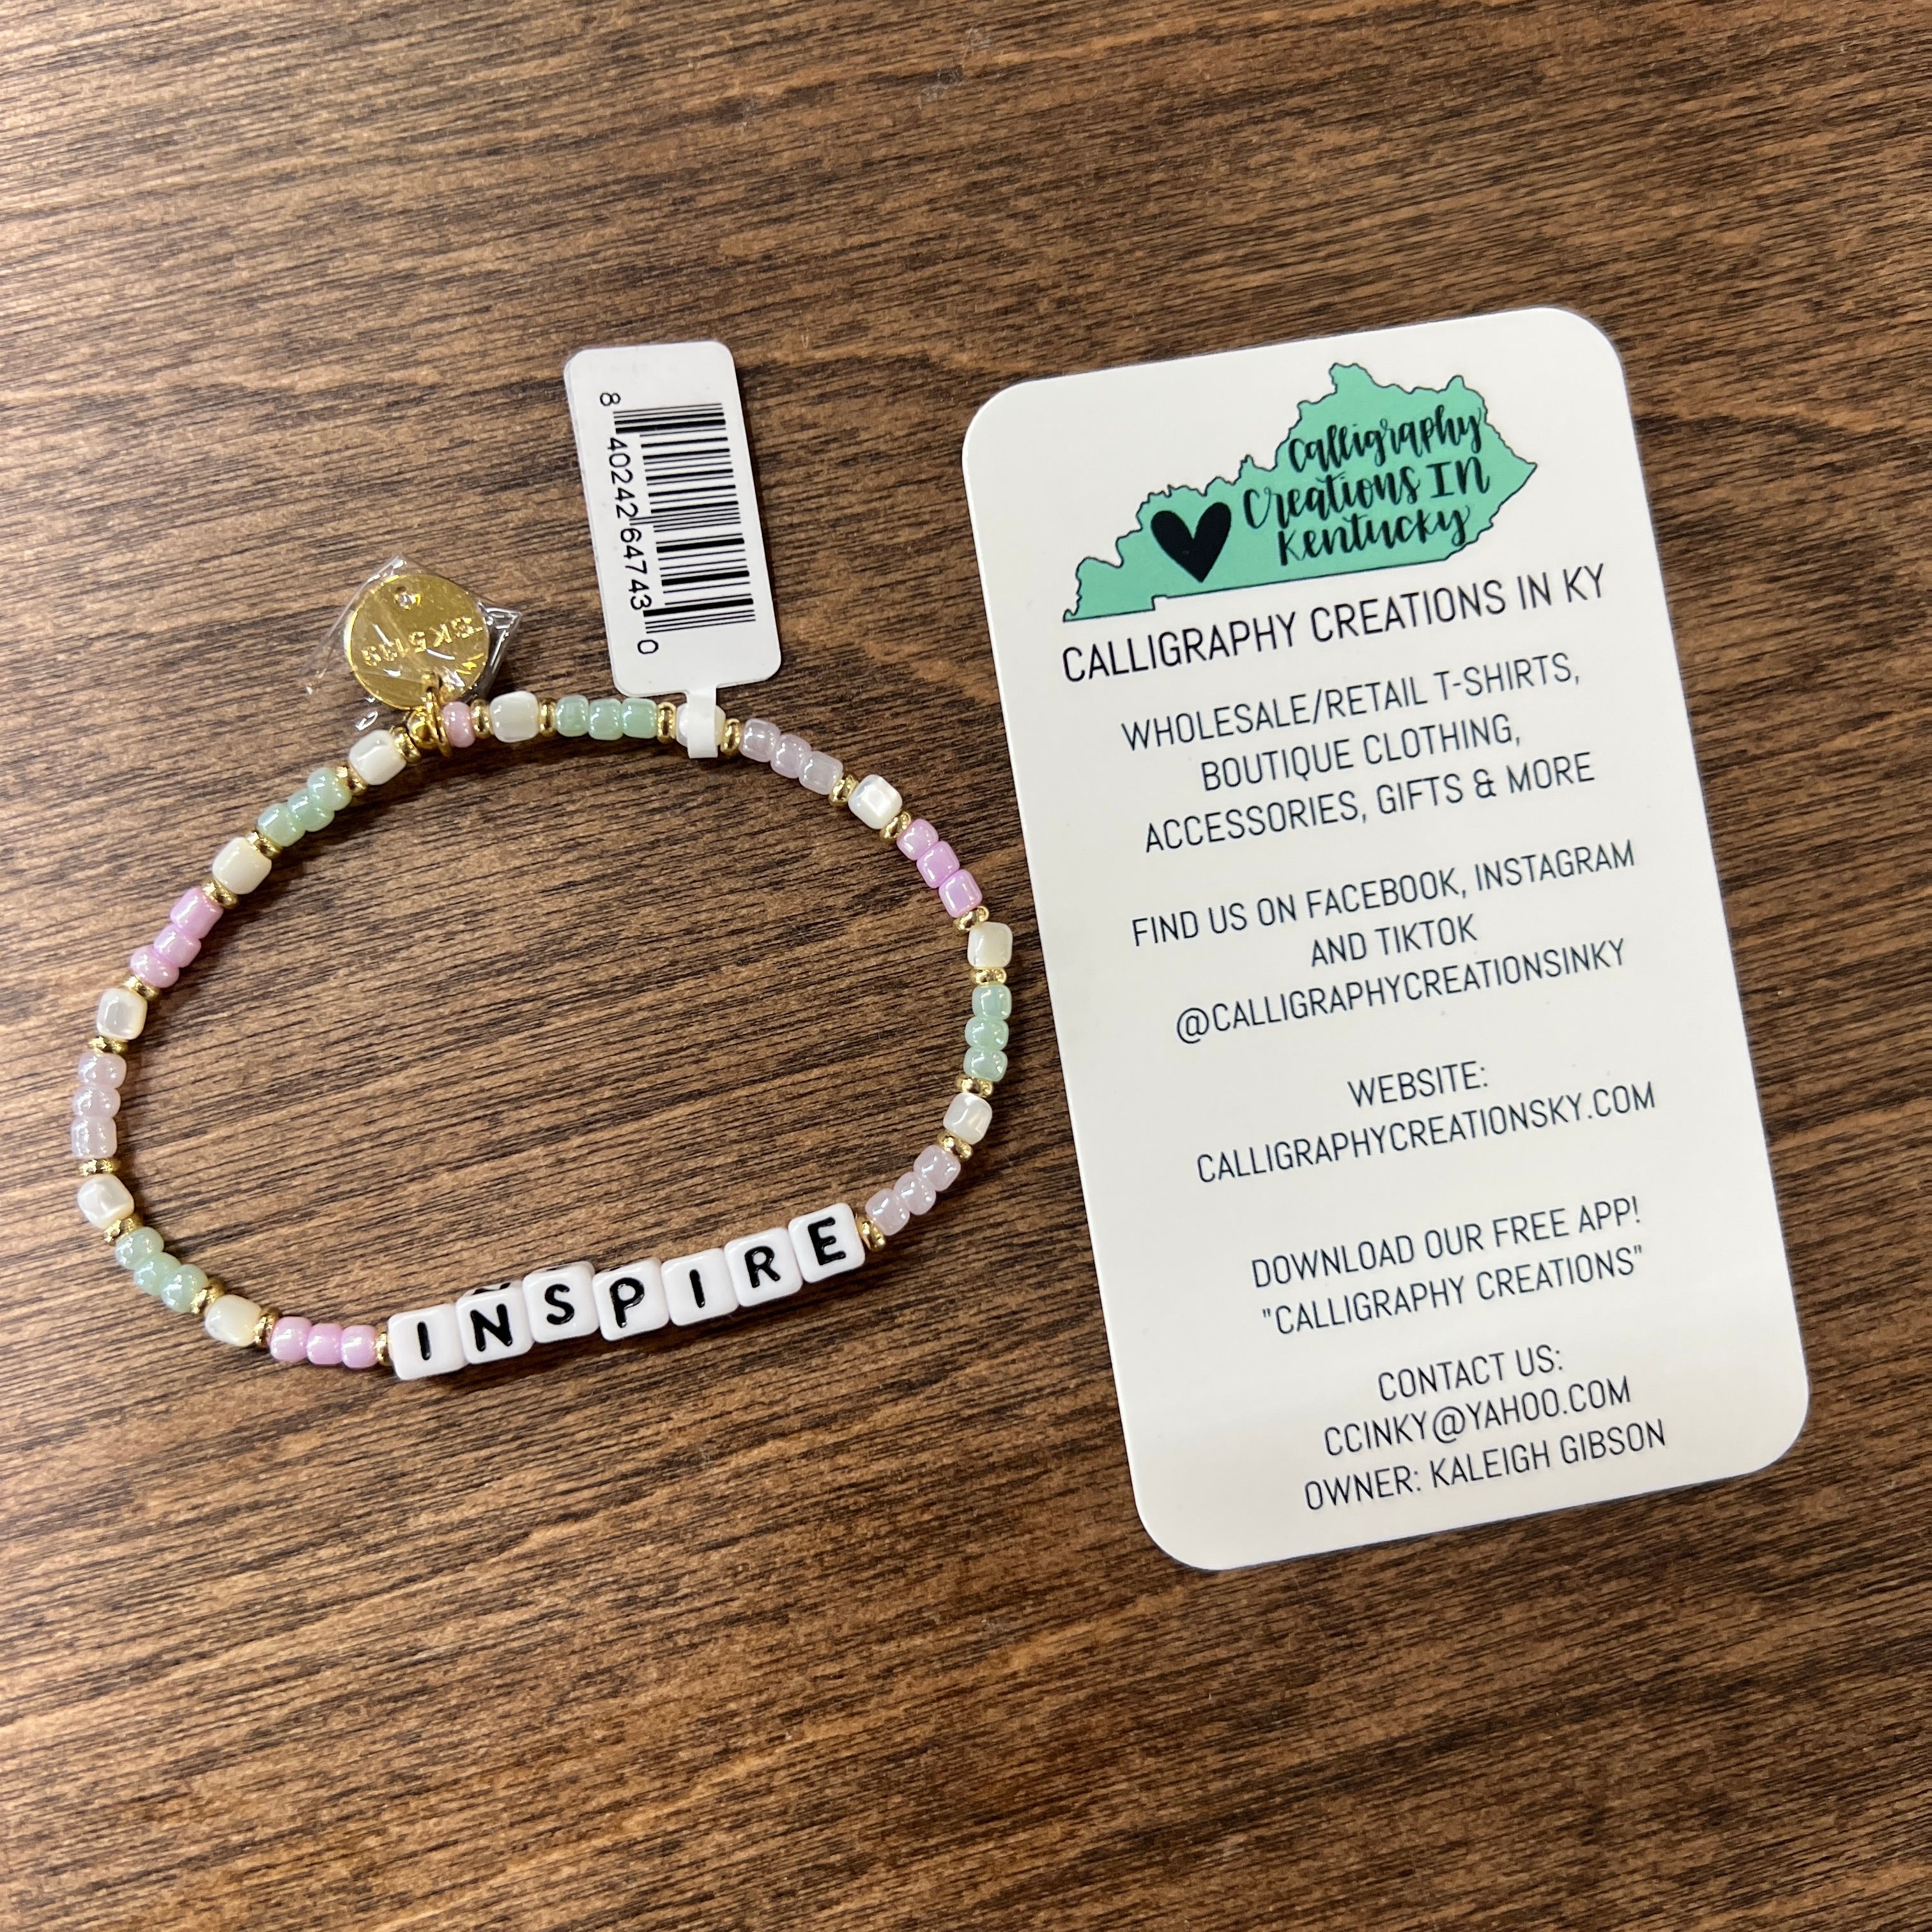 8 40242 64743 0
INSPIRE
Calligraphy
Creations IN
Kentucky
CALLIGRAPHY CREATIONS IN KY
WHOLESALE/RETAIL T-SHIRTS,
BOUTIQUE CLOTHING,
ACCESSORIES, GIFTS & MORE
FIND US ON FACEBOOK, INSTAGRAM
AND TIKTOK
@CALLIGRAPHYCREATIONSINKY
WEBSITE:
CALLIGRAPHYCREATIONSKY.COM
DOWNLOAD OUR FREE APP!
"CALLIGRAPHY CREATIONS"
CONTACT US:
CCINKY@YAHOO.COM
OWNER: KALEIGH GIBSON